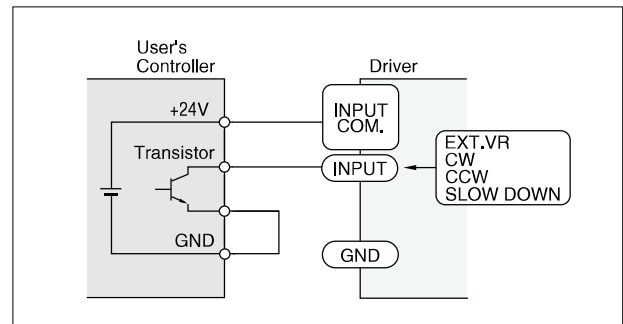 User's
Controller
Driver
+24V
INPUT
COM.
Transistor
INPUT
EXT.VR
CW
CCW
SLOW DOWN
GND
GND